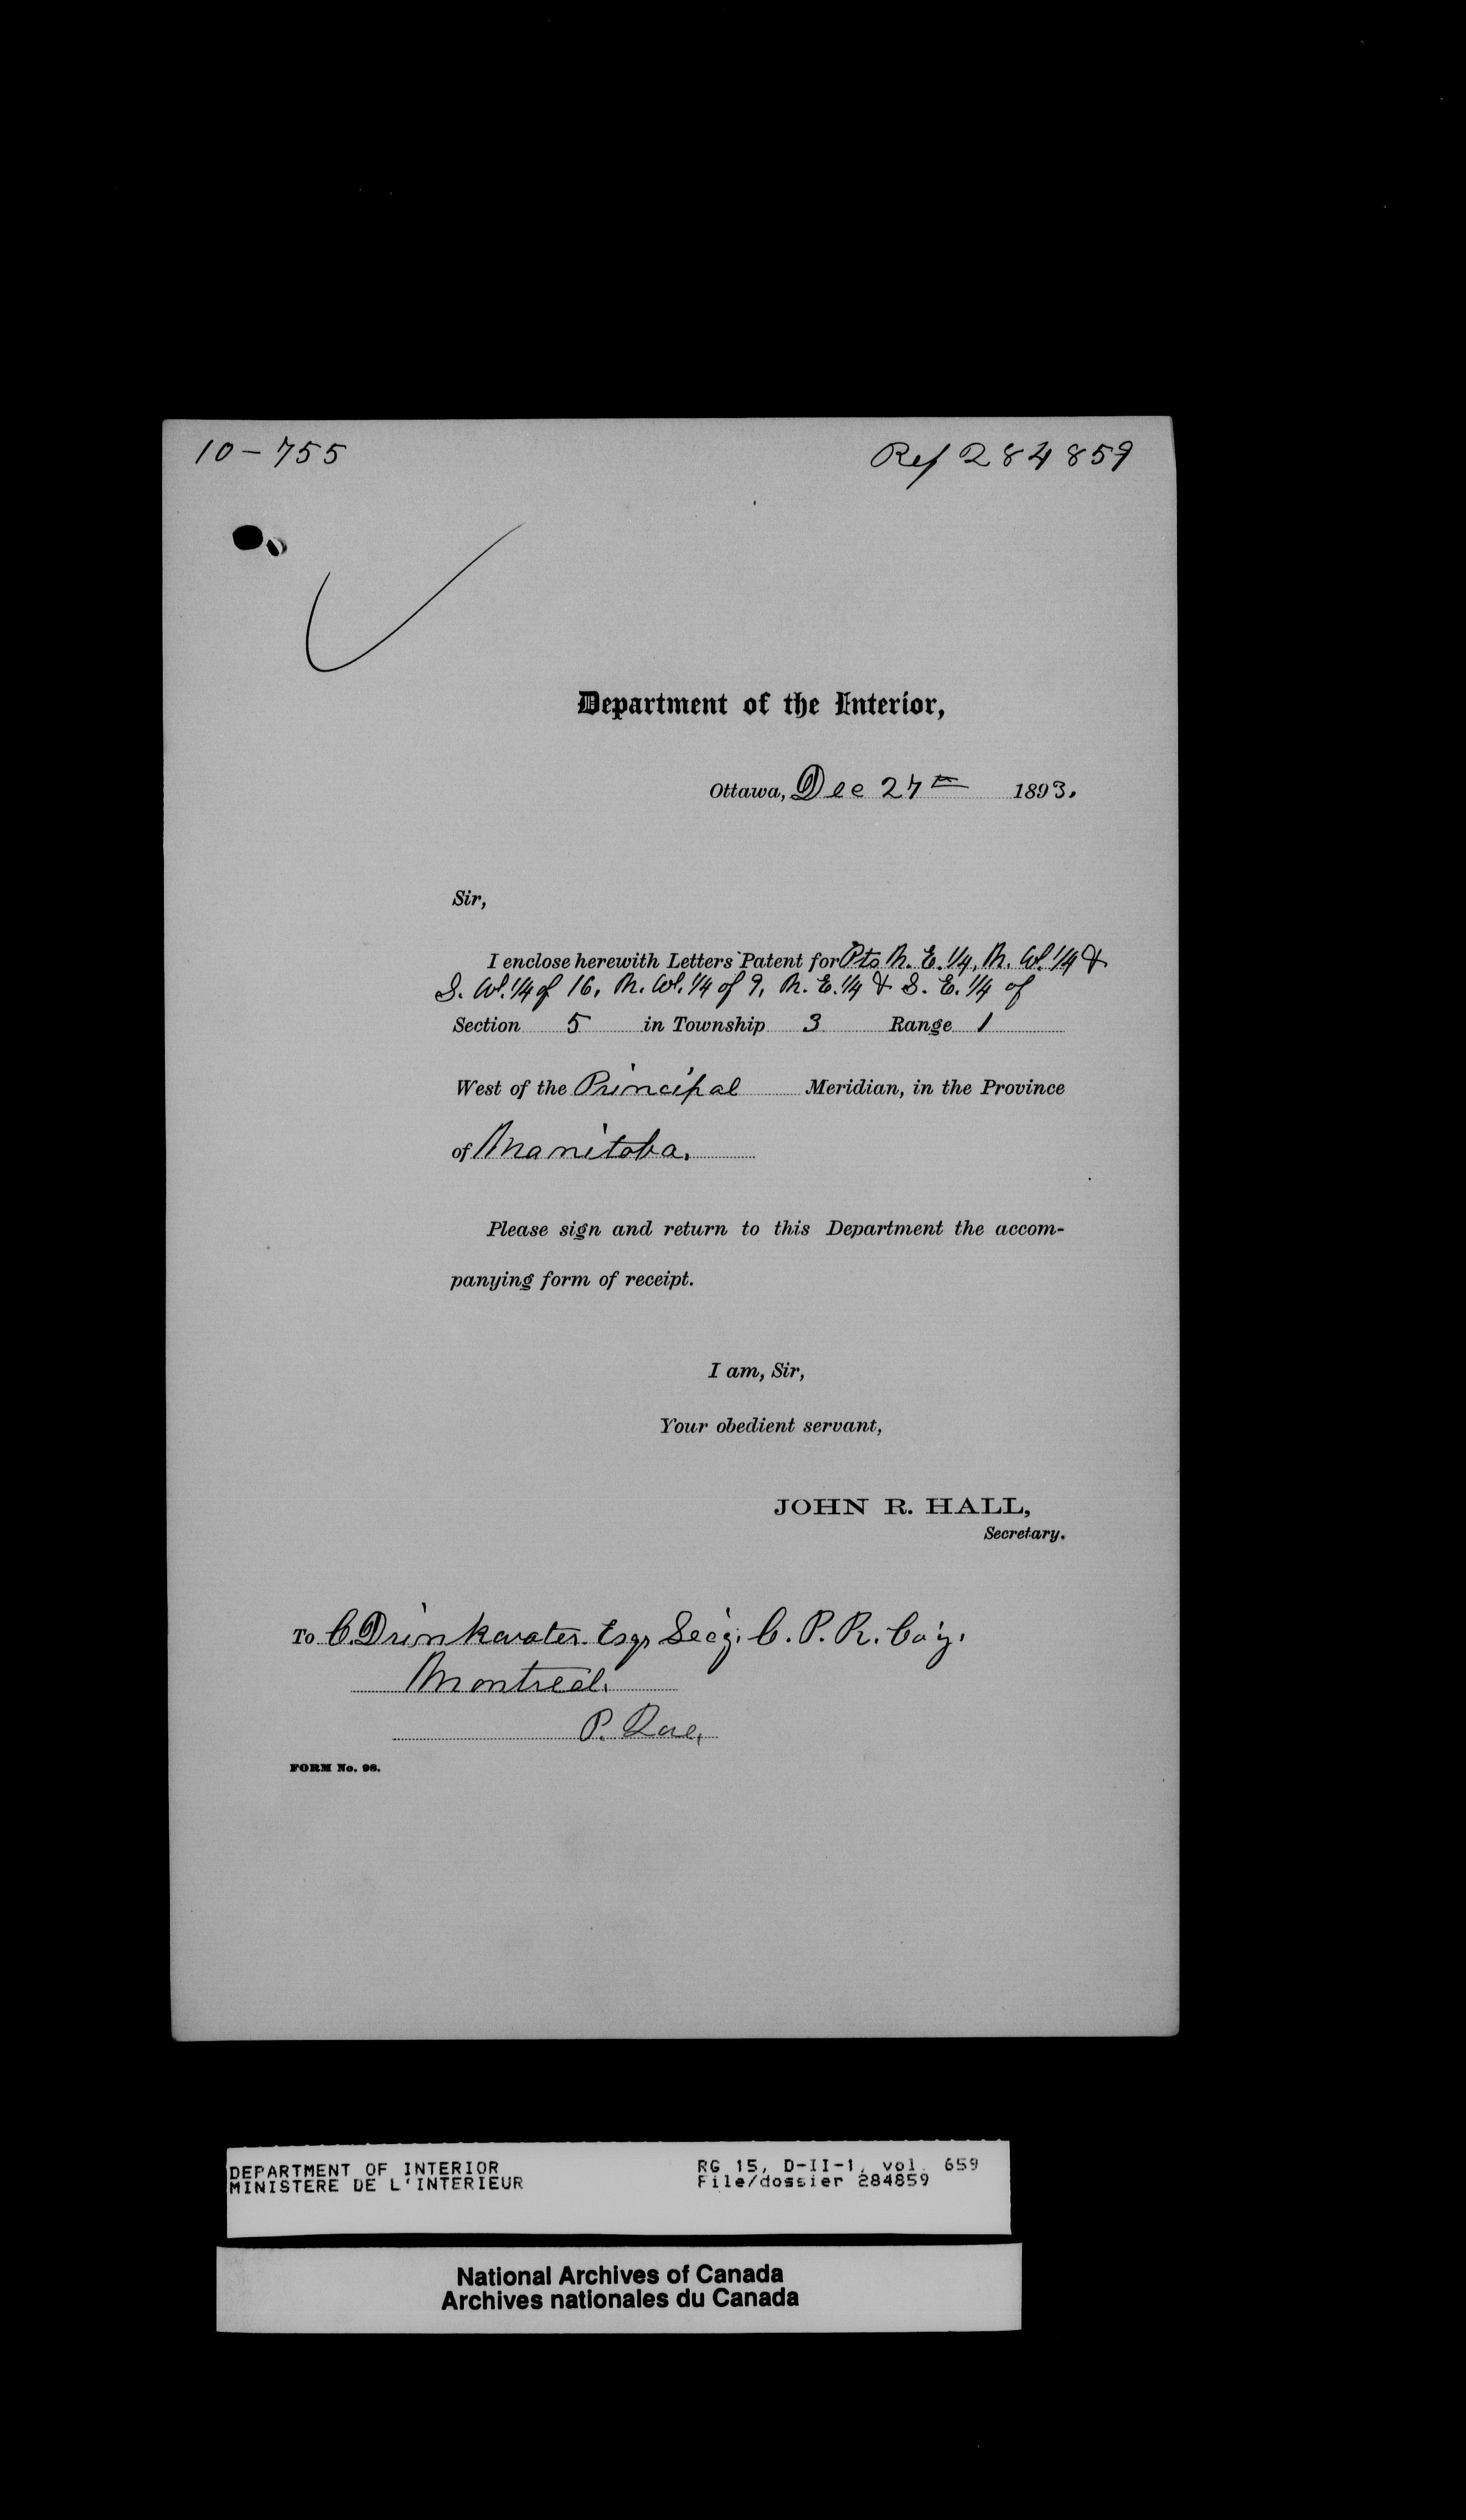 10-755
Ref 284859
Department of the Interior,
Ottawa, Dec 27th 1893.
Sir,
I enclose herewith Letters Patent for Pts N. E. 1/4, N. W. 1/4 &
S. W. 1/4 of 16, N. W. 1/4 of 9, N. E. 1/4 & S. E. 1/4 of
Section 5 in Township 3 Range 1
West of the Principal Meridian, in the Province
of Manitoba.
Please sign and return to this Department the accom-
panying form of receipt.
I am, Sir,
Your obedient servant,
JOHN R. HALL,
Secretary.
To C. Drinkwater Esqr Secy. C. P. R. Co'y.
Montreal.
P.
FORM No. 98.
DEPARTMENT OF INTERIOR RG 15, D-II-1, vol. 659
MINISTERE DE L'INTERIEUR File/dossier 284859
National Archives of Canada
Archives nationales du Canada